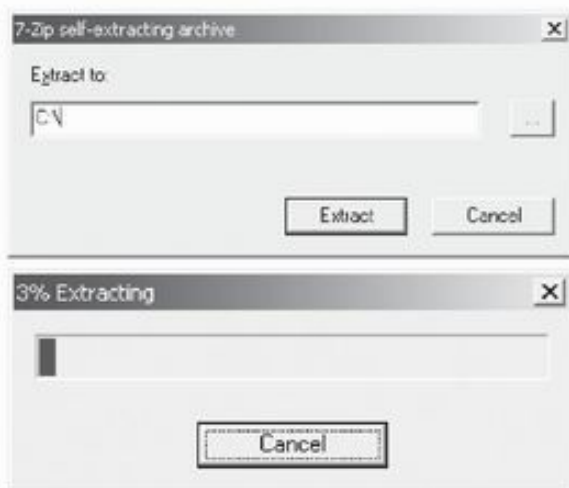 7-Zip self-extracting archive
Extract to:
C:\
...
Extract
Cancel
3% Extracting
Cancel